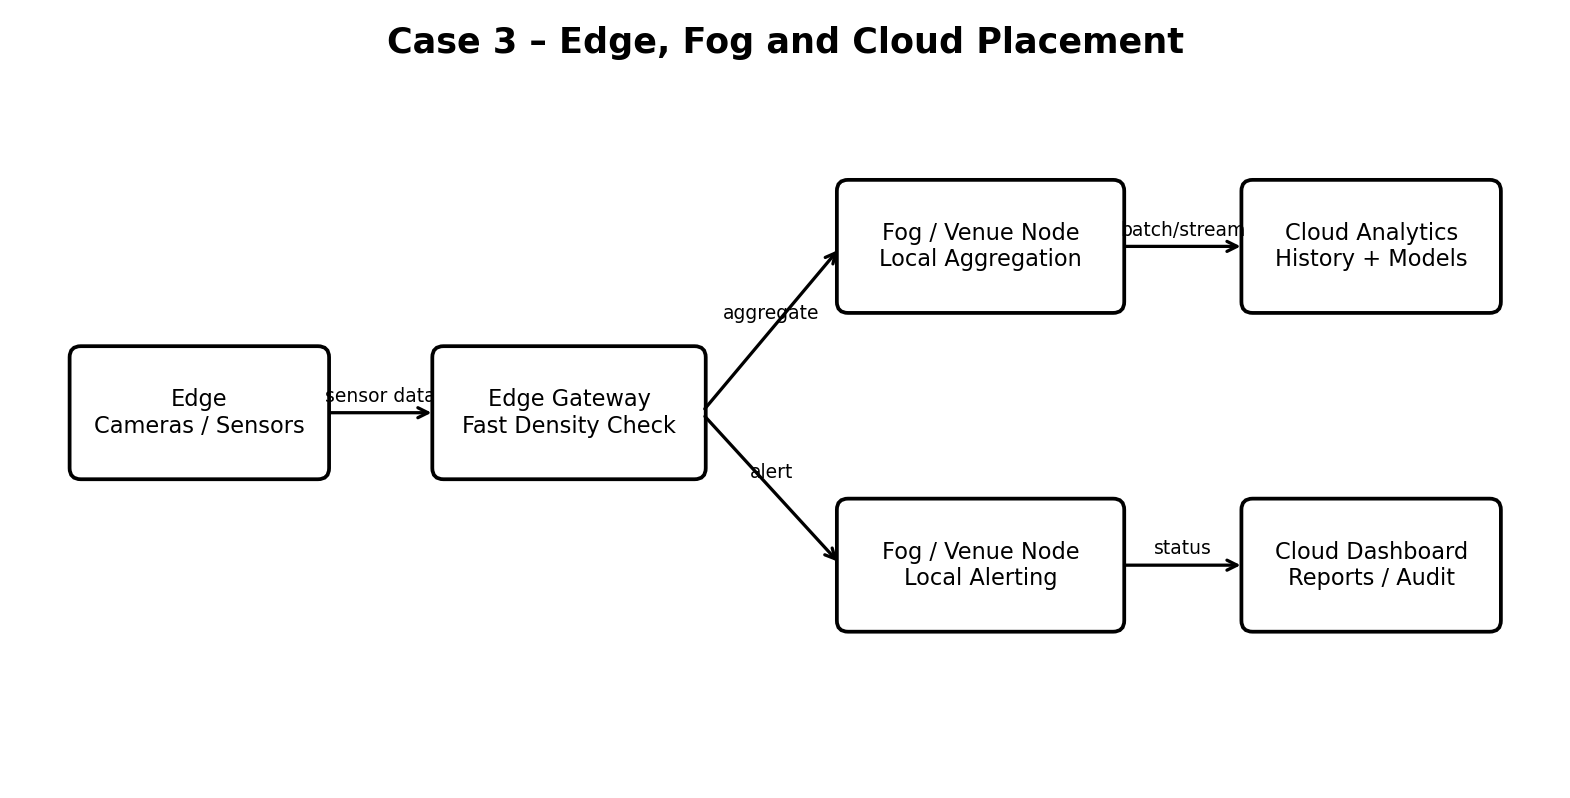 Case 3 – Edge, Fog and Cloud Placement
Fog / Venue Node
Local Aggregation
batch/stream
Cloud Analytics
History + Models
aggregate
Edge
Cameras / Sensors
sensor data
Edge Gateway
Fast Density Check
alert
Fog / Venue Node
Local Alerting
status
Cloud Dashboard
Reports / Audit